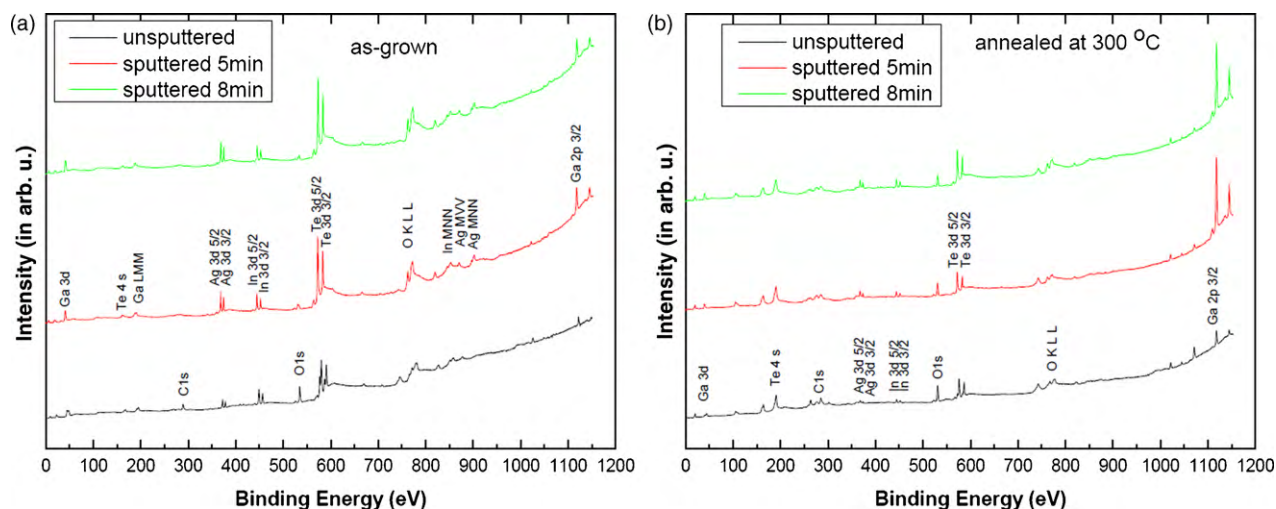 (a)
unsputtered
sputtered 5min
sputtered 8min
as-grown
Intensity (in arb. u.)
Ga 3d
Te 4 s
Ga LMM
Ag 3d 5/2
Ag 3d 3/2
In 3d 5/2
In 3d 3/2
Te 3d 5/2
Te 3d 3/2
O K L L
In MNN
Ag MVV
Ag MNN
Ga 2p 3/2
C1s
O1s
0 100 200 300 400 500 600 700 800 900 1000 1100 1200
Binding Energy (eV)
(b)
unsputtered
sputtered 5min
sputtered 8min
annealed at 300 °C
Intensity (in arb. u.)
Te 3d 5/2
Te 3d 3/2
Ga 3d
Te 4 s
C1s
Ag 3d 5/2
Ag 3d 3/2
In 3d 5/2
In 3d 3/2
O1s
O K L L
Ga 2p 3/2
0 100 200 300 400 500 600 700 800 900 1000 1100 1200
Binding Energy (eV)